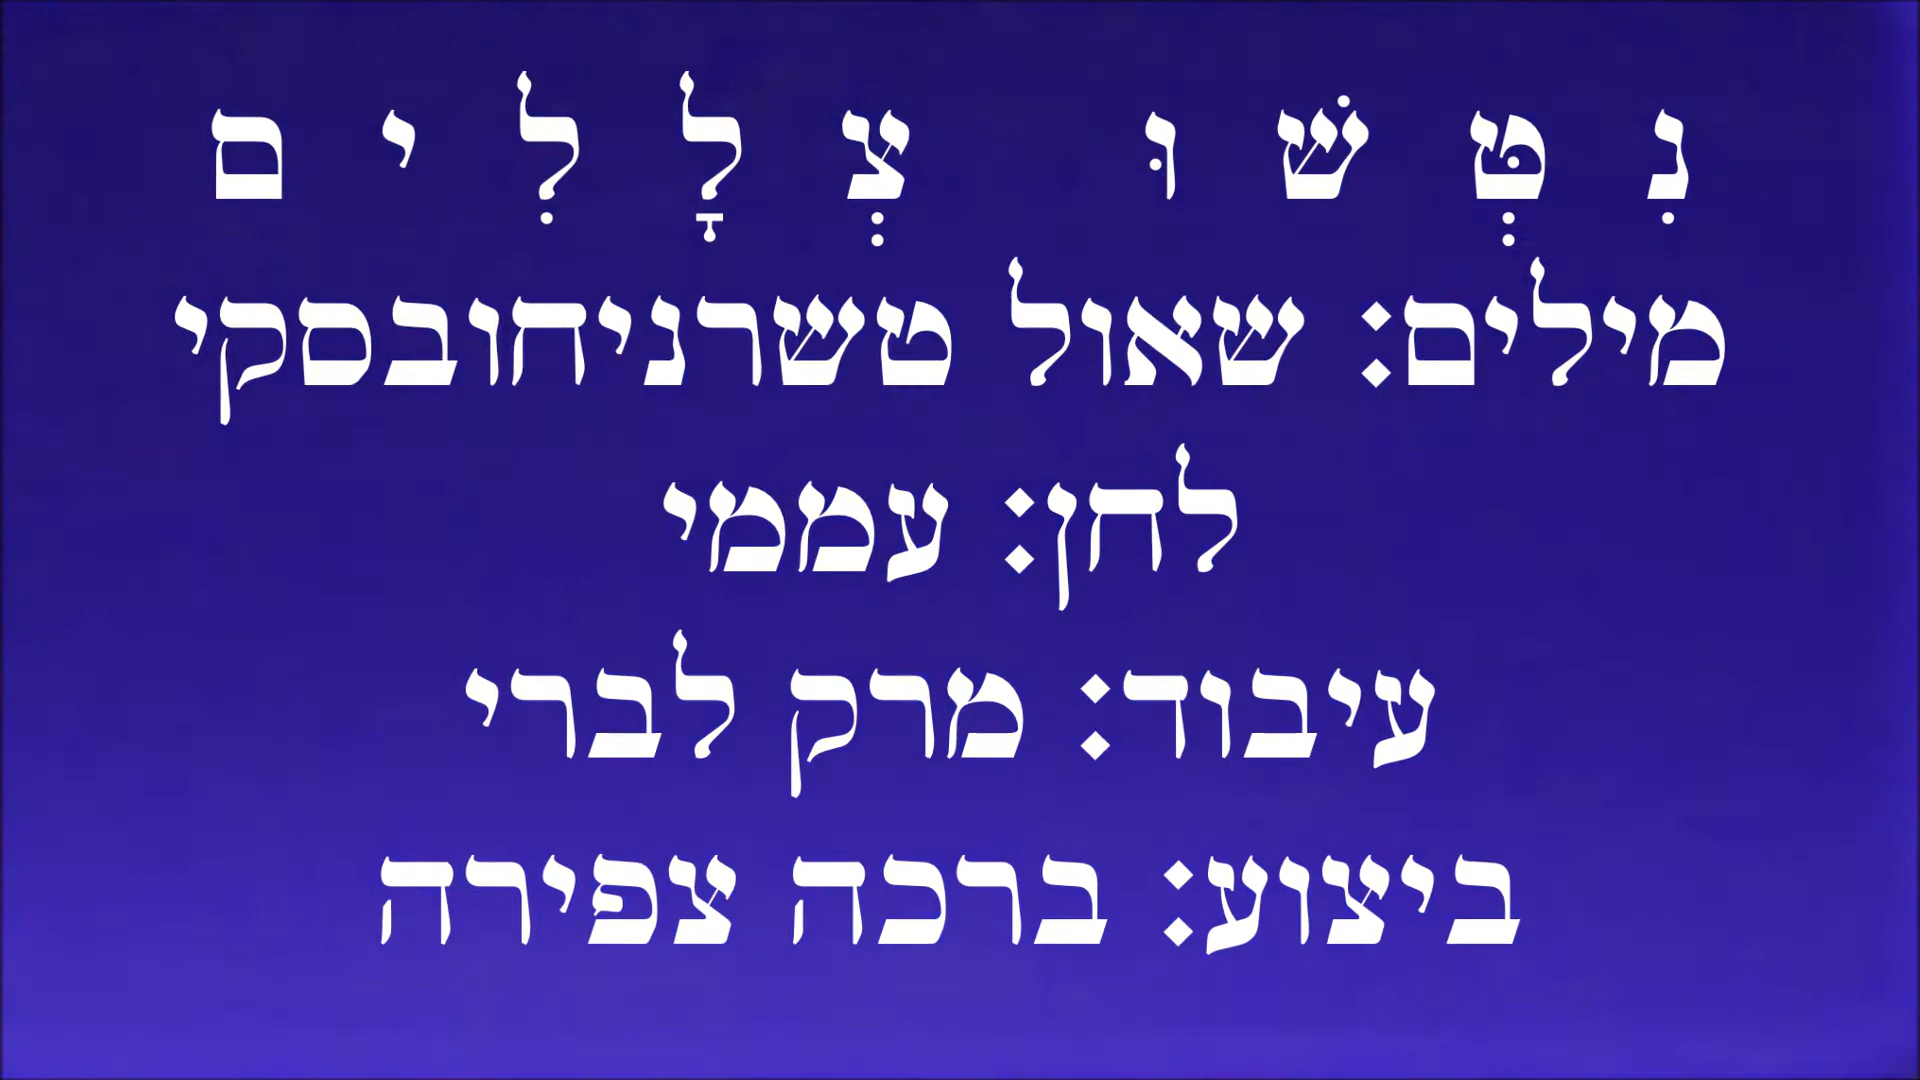 נִטְּשׁוּ צְלָלִים
מילים: שאול טשרניחובסקי
לחן: עממי
עיבוד: מרק לברי
ביצוע: ברכה צפירה